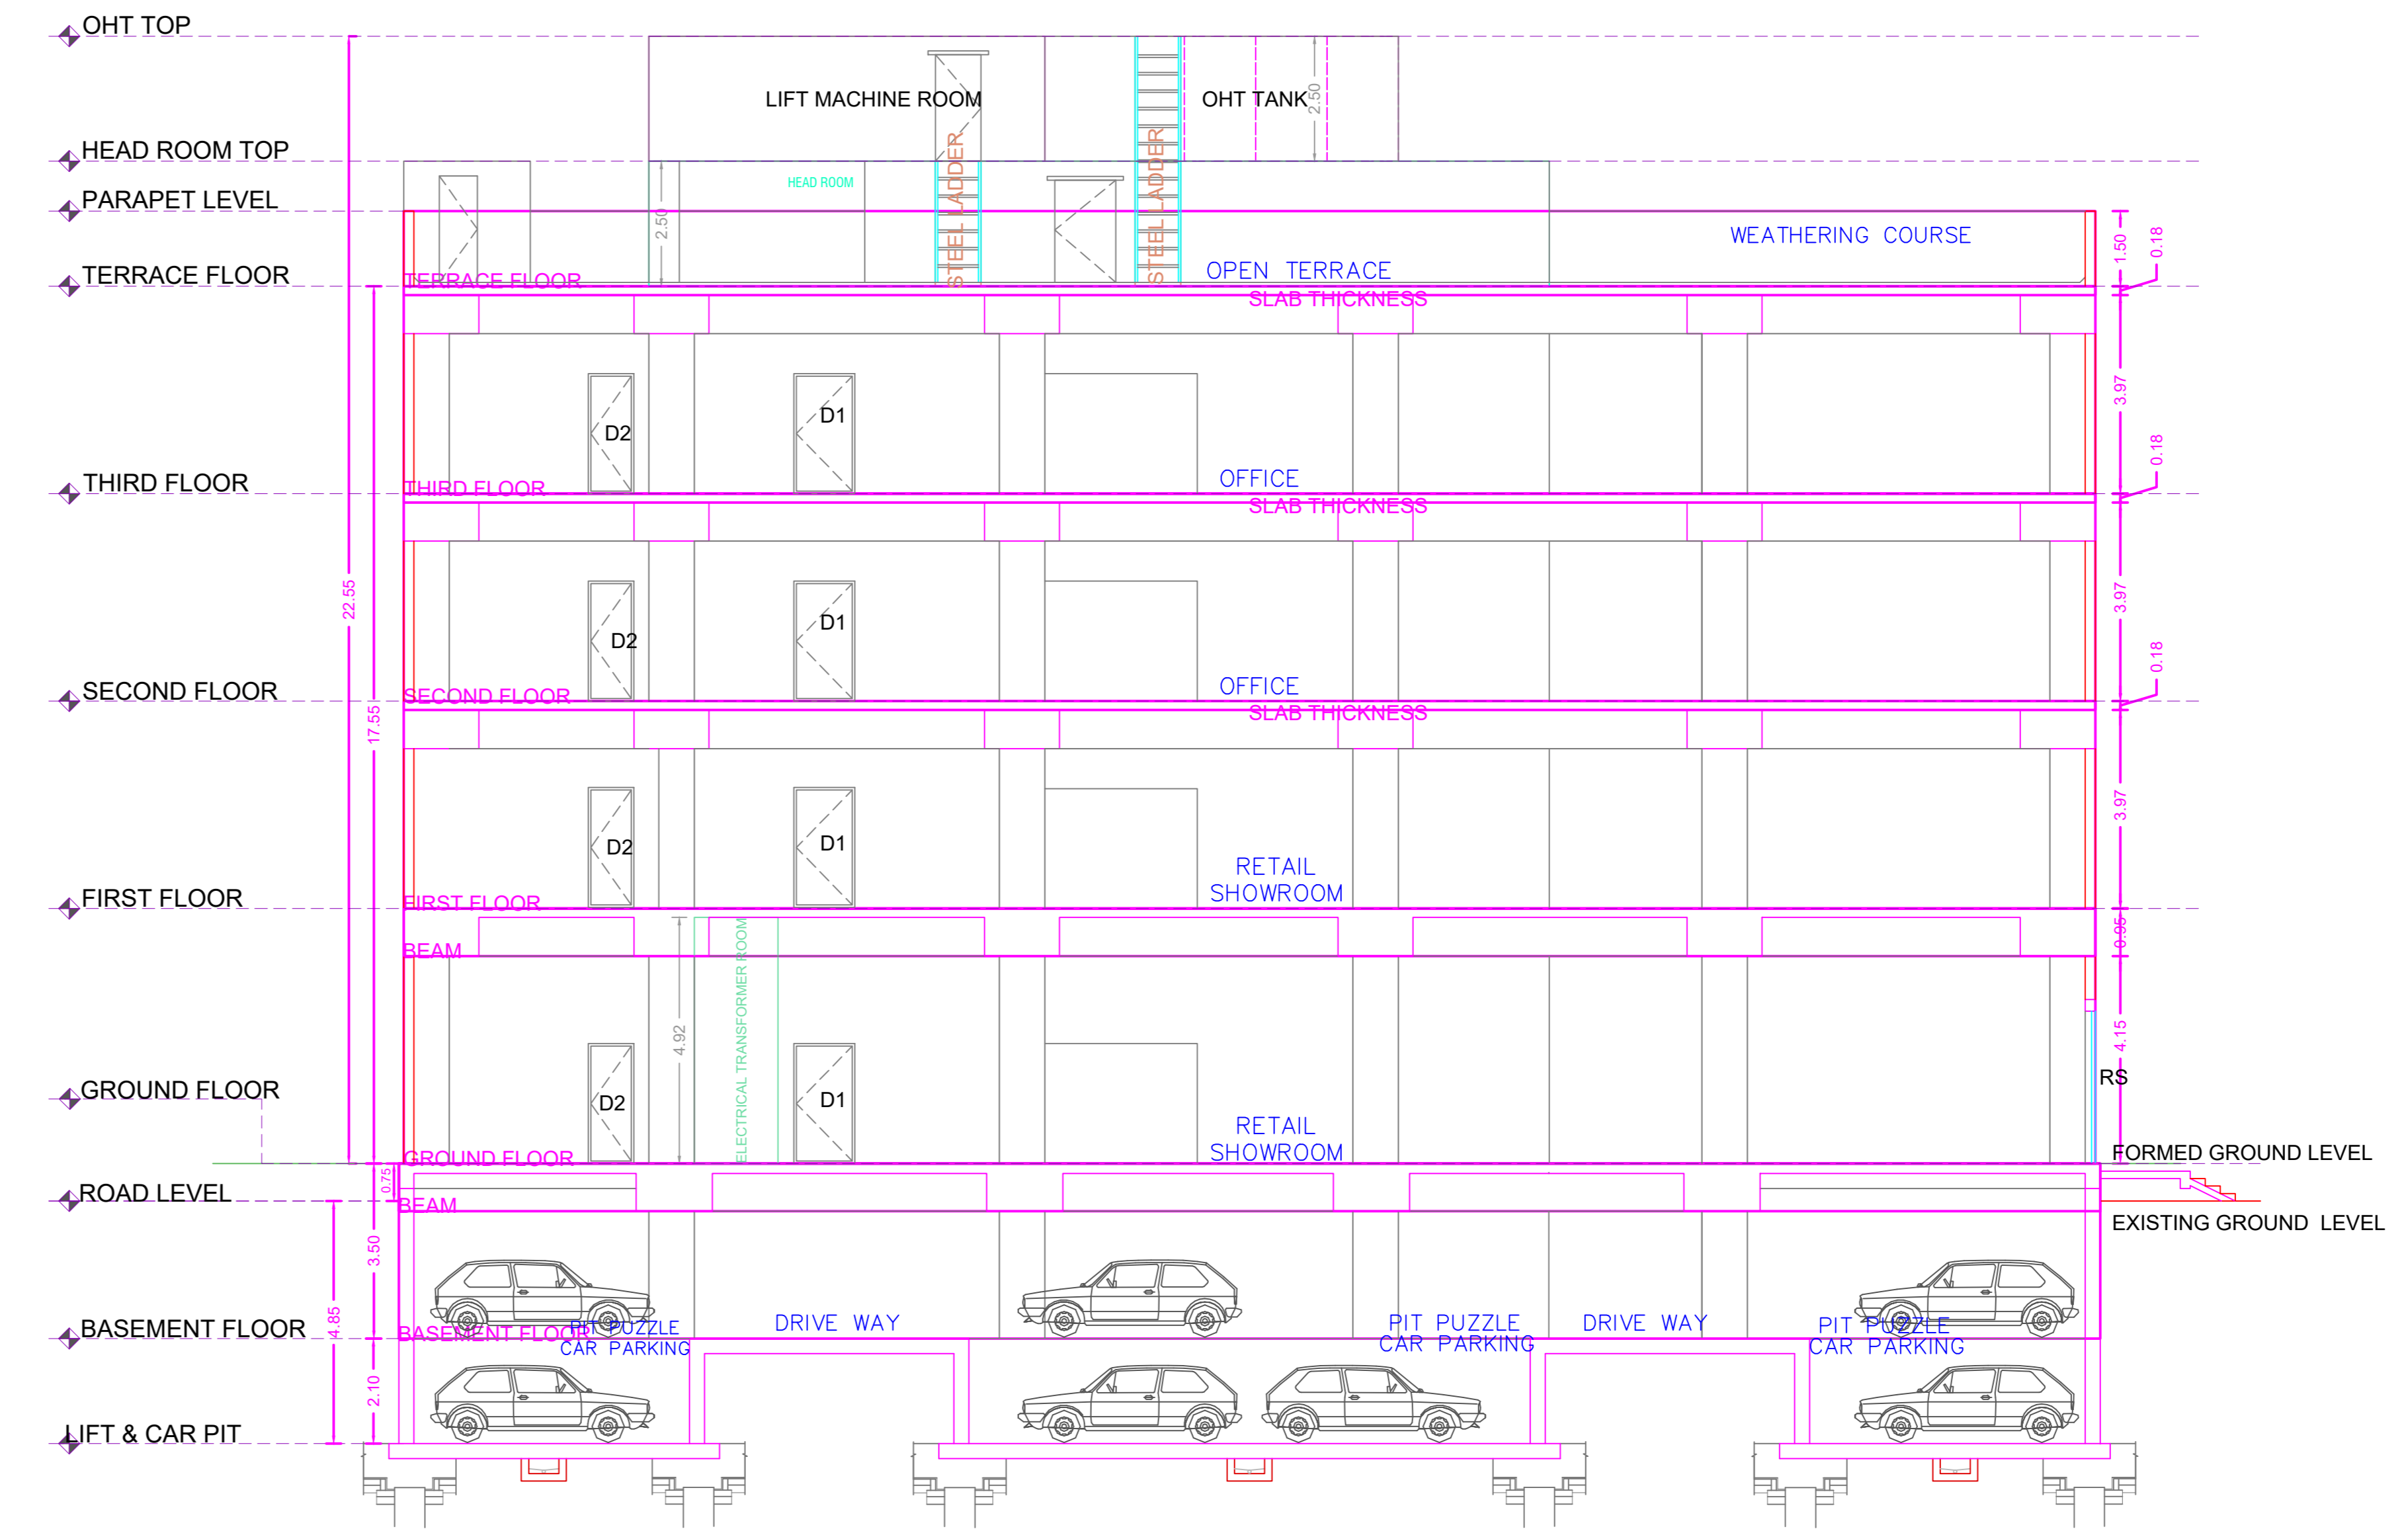 OHT TOP
LIFT MACHINE ROOM
OHT TANK
2.50
HEAD ROOM TOP
HEAD ROOM
STEEL LADDER
STEEL LADDER
PARAPET LEVEL
2.50
WEATHERING COURSE
1.50
0.18
TERRACE FLOOR
TERRACE FLOOR
OPEN TERRACE
SLAB THICKNESS
3.97
D2
D1
0.18
THIRD FLOOR
THIRD FLOOR
OFFICE
SLAB THICKNESS
22.55
3.97
D2
D1
0.18
SECOND FLOOR
SECOND FLOOR
OFFICE
SLAB THICKNESS
17.55
3.97
D2
D1
RETAIL
SHOWROOM
FIRST FLOOR
FIRST FLOOR
BEAM
0.95
4.92
ELECTRICAL TRANSFORMER ROOM
4.15
RS
GROUND FLOOR
D2
D1
RETAIL
SHOWROOM
GROUND FLOOR
FORMED GROUND LEVEL
0.75
ROAD LEVEL
BEAM
EXISTING GROUND LEVEL
3.50
4.85
BASEMENT FLOOR
BASEMENT FLOOR
PIT PUZZLE
CAR PARKING
DRIVE WAY
PIT PUZZLE
CAR PARKING
DRIVE WAY
PIT PUZZLE
CAR PARKING
2.10
LIFT & CAR PIT